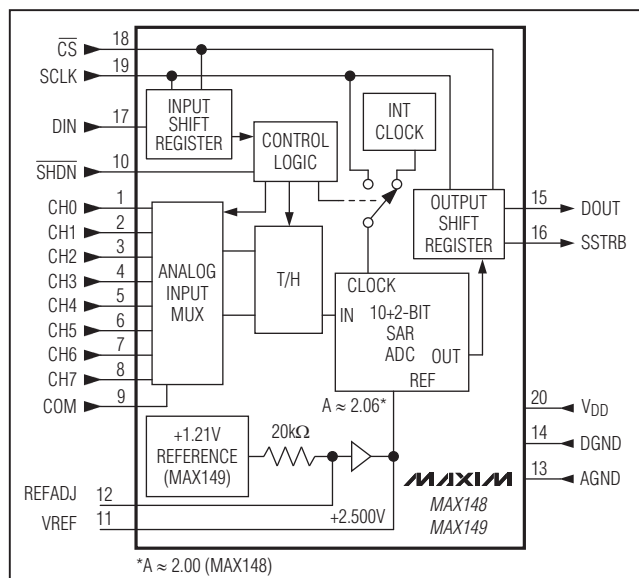 CS 18
SCLK 19
DIN 17
SHDN 10
CH0 1
CH1 2
CH2 3
CH3 4
CH4 5
CH5 6
CH6 7
CH7 8
COM 9
REFADJ 12
VREF 11
INPUT
SHIFT
REGISTER
CONTROL
LOGIC
INT
CLOCK
OUTPUT
SHIFT
REGISTER
15 DOUT
16 SSTRB
ANALOG
INPUT
MUX
T/H
CLOCK
IN
10+2-BIT
SAR
ADC
OUT
REF
A ≈ 2.06*
+1.21V
REFERENCE
(MAX149)
20kΩ
+2.500V
20 VDD
14 DGND
13 AGND
MAXIM
MAX148
MAX149
*A ≈ 2.00 (MAX148)